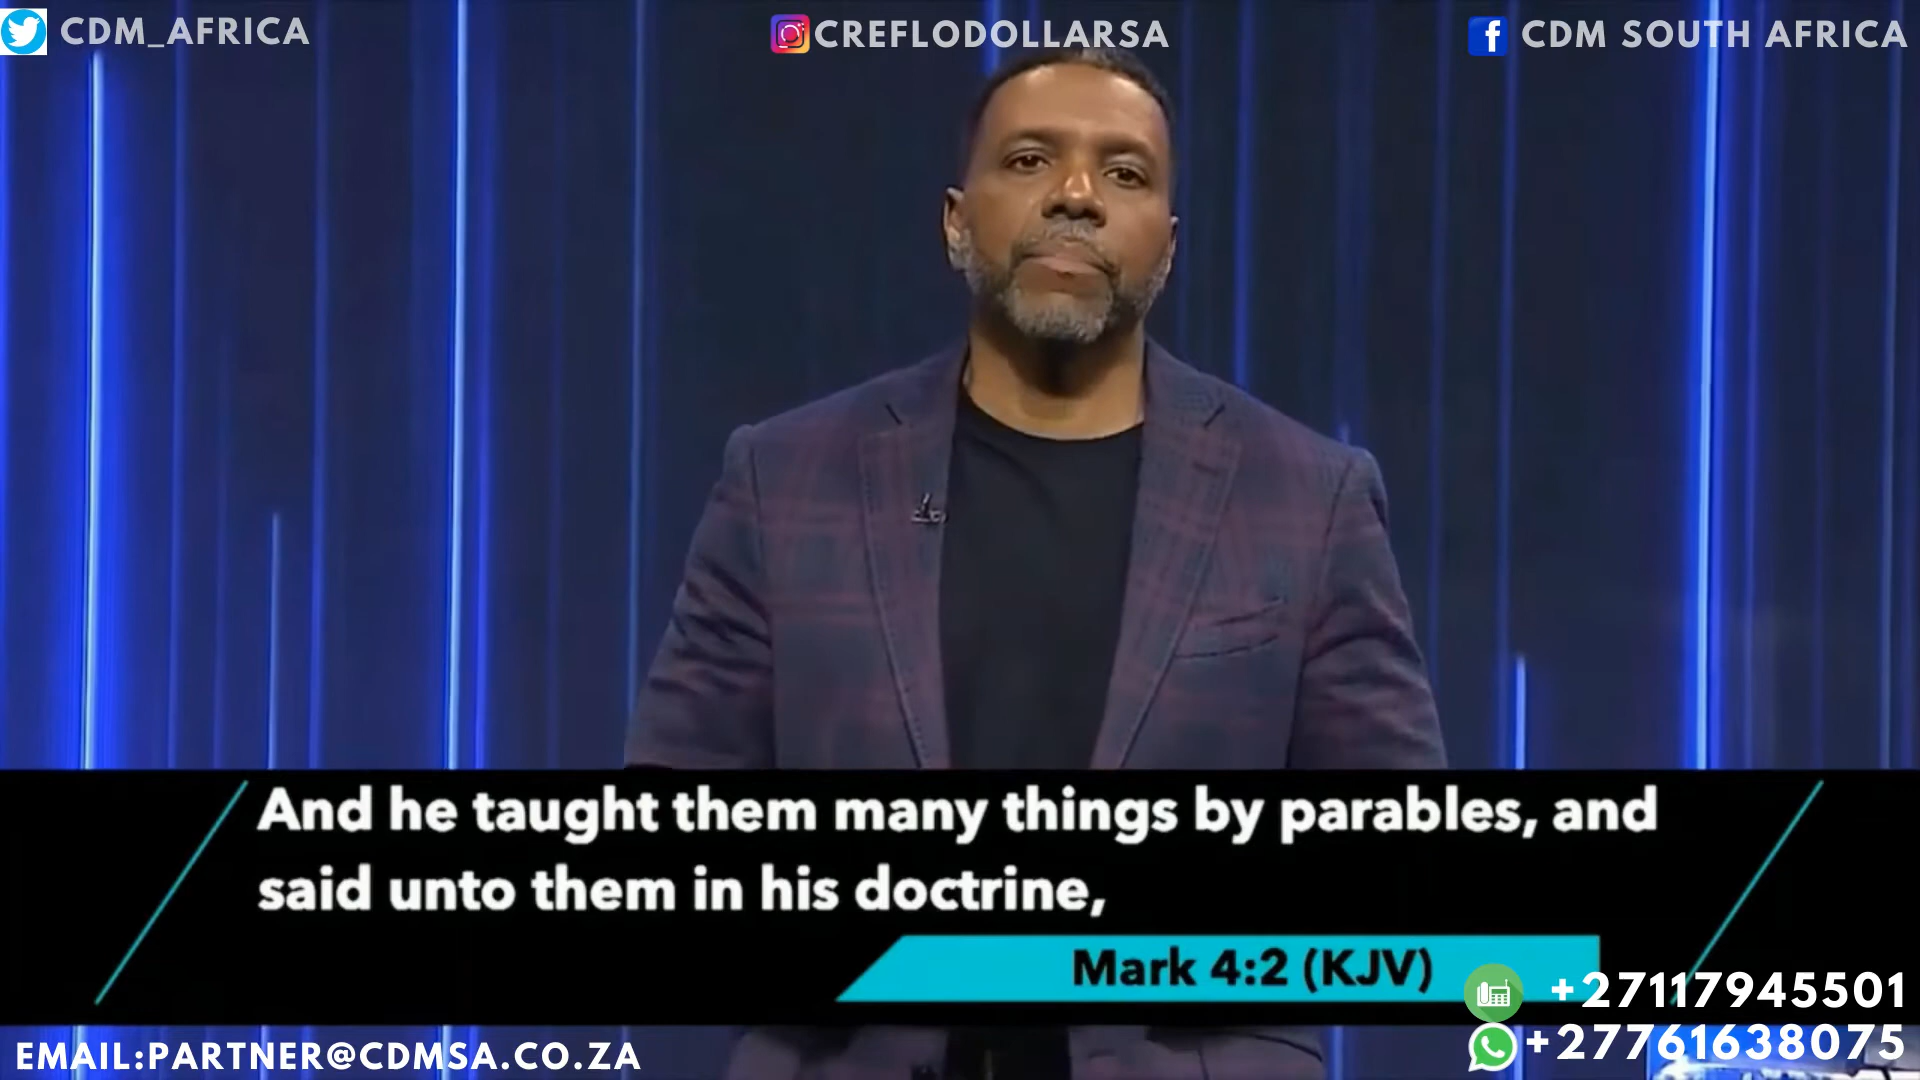 CDM_AFRICA
CREFLODOLLARSA
CDM SOUTH AFRICA
And he taught them many things by parables, and
said unto them in his doctrine,
Mark 4:2 (KJV)
+27117945501
+27761638075
EMAIL:PARTNER@CDMSA.CO.ZA